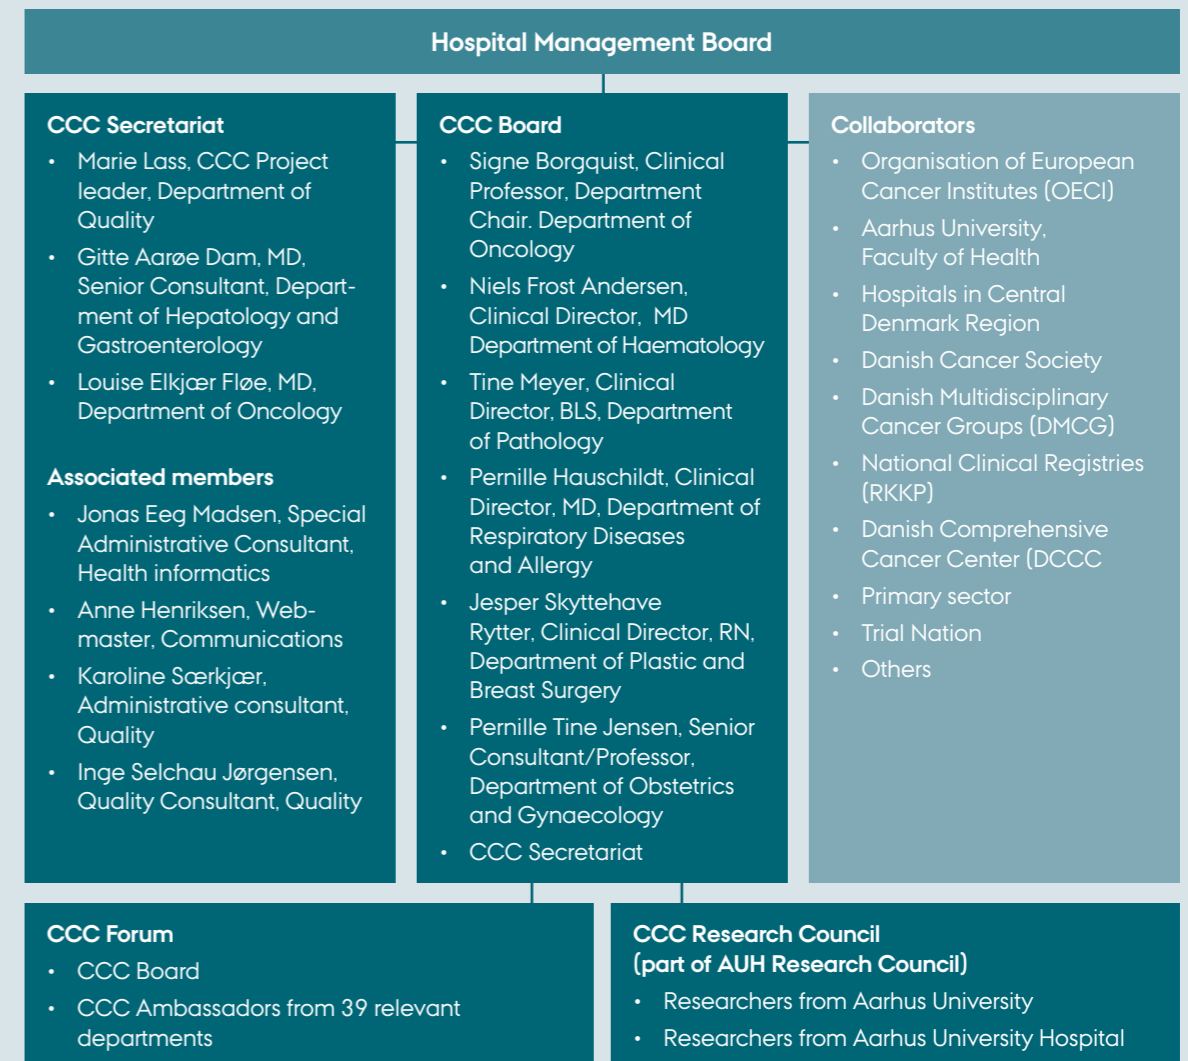 Hospital Management Board
CCC Secretariat
• Marie Lass, CCC Project
leader, Department of
Quality
• Gitte Aarøe Dam, MD,
Senior Consultant, Depart-
ment of Hepatology and
Gastroenterology
• Louise Elkjær Fløe, MD,
Department of Oncology
Associated members
• Jonas Eeg Madsen, Special
Administrative Consultant,
Health informatics
• Anne Henriksen, Web-
master, Communications
• Karoline Særkjær,
Administrative consultant,
Quality
• Inge Selchau Jørgensen,
Quality Consultant, Quality
CCC Board
• Signe Borgquist, Clinical
Professor, Department
Chair. Department of
Oncology
• Niels Frost Andersen,
Clinical Director, MD
Department of Haematology
• Tine Meyer, Clinical
Director, BLS, Department
of Pathology
• Pernille Hauschildt, Clinical
Director, MD, Department of
Respiratory Diseases
and Allergy
• Jesper Skyttehave
Rytter, Clinical Director, RN,
Department of Plastic and
Breast Surgery
• Pernille Tine Jensen, Senior
Consultant/Professor,
Department of Obstetrics
and Gynaecology
• CCC Secretariat
Collaborators
• Organisation of European
Cancer Institutes (OECI)
• Aarhus University,
Faculty of Health
• Hospitals in Central
Denmark Region
• Danish Cancer Society
• Danish Multidisciplinary
Cancer Groups (DMCG)
• National Clinical Registries
(RKKP)
• Danish Comprehensive
Cancer Center (DCCC
• Primary sector
• Trial Nation
• Others
CCC Forum
• CCC Board
• CCC Ambassadors from 39 relevant
departments
CCC Research Council
(part of AUH Research Council)
• Researchers from Aarhus University
• Researchers from Aarhus University Hospital